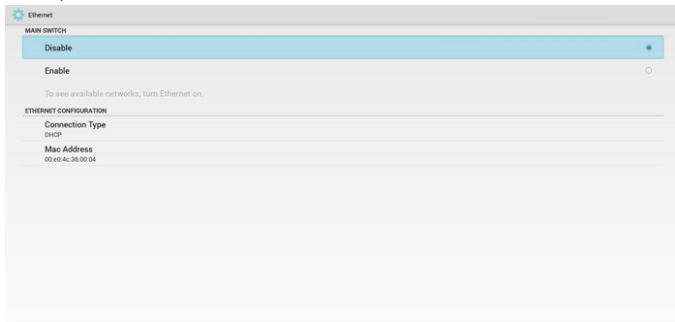 Ethernet
MAIN SWITCH
Disable
Enable
To see available networks, turn Ethernet on.
ETHERNET CONFIGURATION
Connection Type
DHCP
Mac Address
00:e0:4c:36:00:04